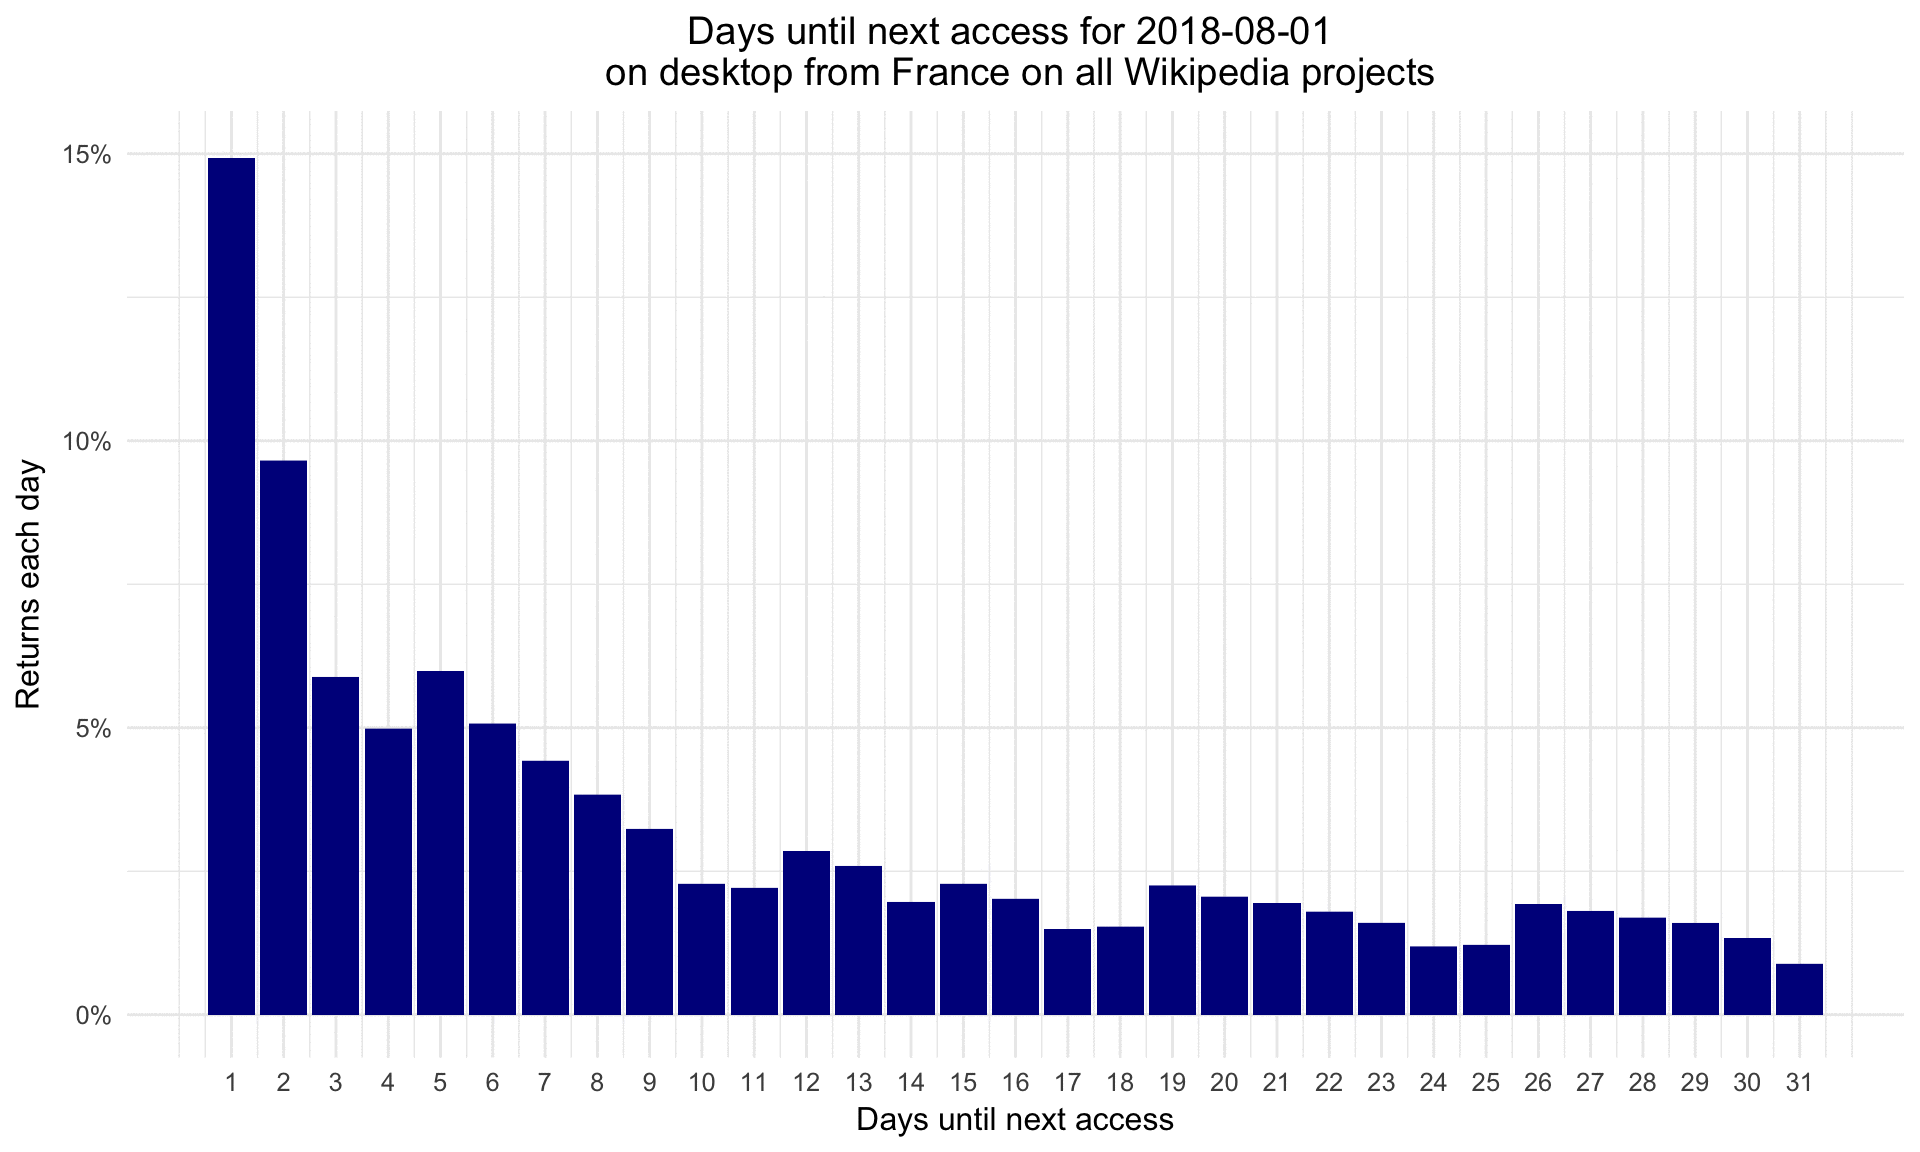 Days until next access for 2018-08-01
on desktop from France on all Wikipedia projects
Returns each day
15%
10%
5%
0%
1 2 3 4 5 6 7 8 9 10 11 12 13 14 15 16 17 18 19 20 21 22 23 24 25 26 27 28 29 30 31
Days until next access